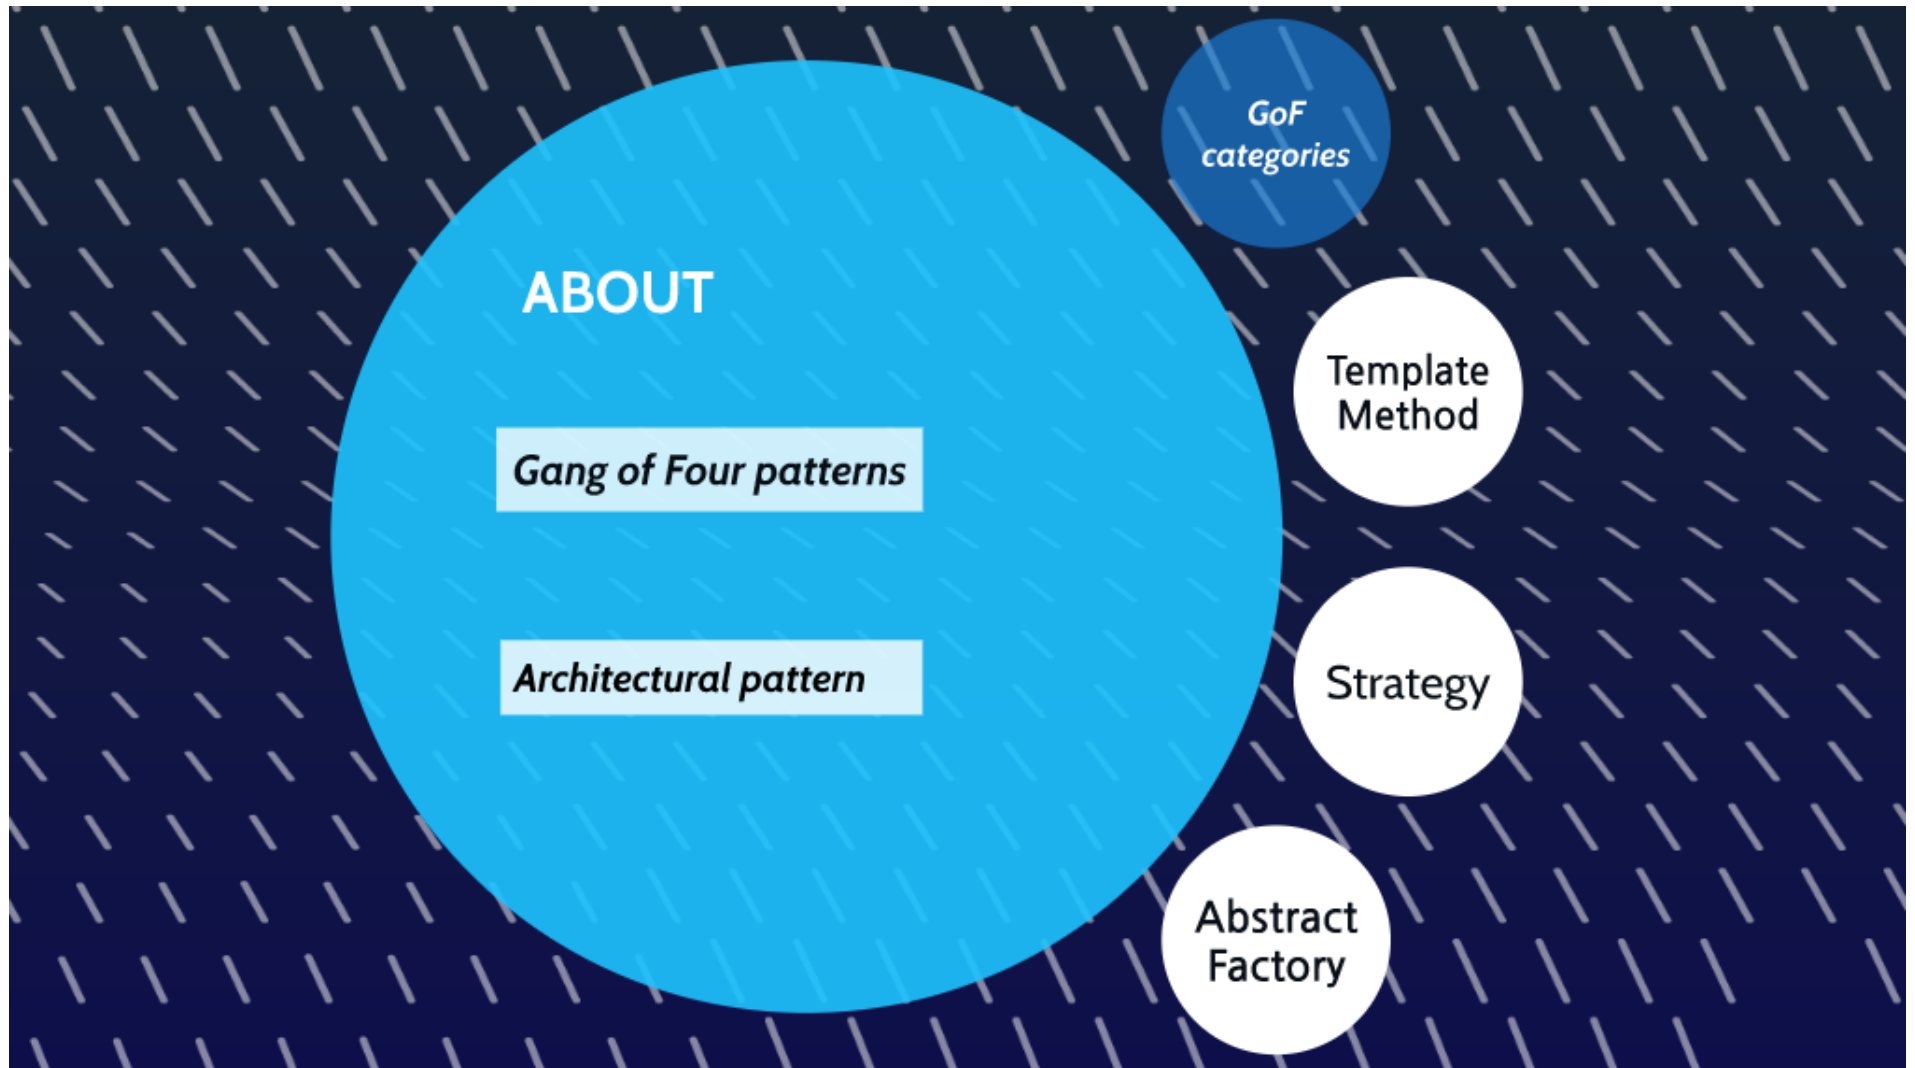 ABOUT
Gang of Four patterns
Architectural pattern
GoF
categories
Template
Method
Strategy
Abstract
Factory